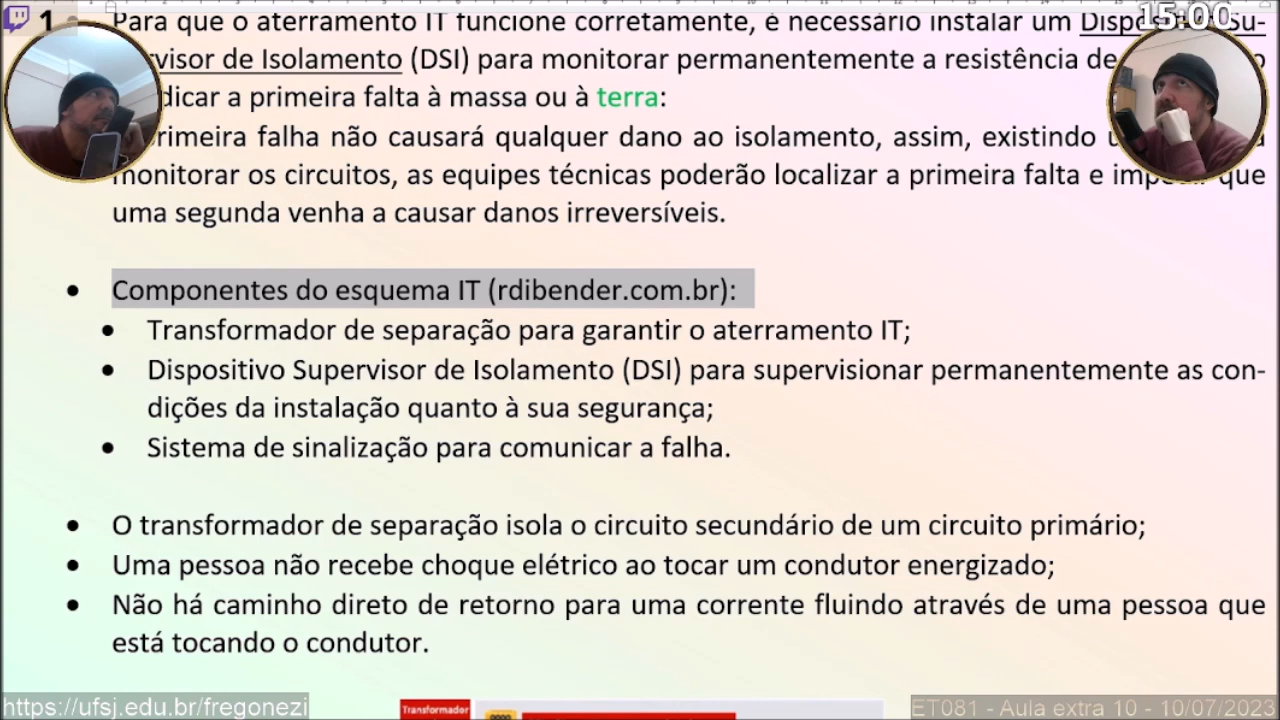 1
15:00
Para que o aterramento IT funcione corretamente, é necessário instalar um
visor de Isolamento (DSI) para monitorar permanentemente a resistência de
dicar a primeira falta à massa ou à terra:
primeira falha não causará qualquer dano ao isolamento, assim, existindo
monitorar os circuitos, as equipes técnicas poderão localizar a primeira falta e impedir que
uma segunda venha a causar danos irreversíveis.
• Componentes do esquema IT (rdibender.com.br):
• Transformador de separação para garantir o aterramento IT;
• Dispositivo Supervisor de Isolamento (DSI) para supervisionar permanentemente as con-
dições da instalação quanto à sua segurança;
• Sistema de sinalização para comunicar a falha.
• O transformador de separação isola o circuito secundário de um circuito primário;
• Uma pessoa não recebe choque elétrico ao tocar um condutor energizado;
• Não há caminho direto de retorno para uma corrente fluindo através de uma pessoa que
está tocando o condutor.
https://ufsj.edu.br/fregonezi
Transformador
ET081 - Aula extra 10 - 10/07/2023